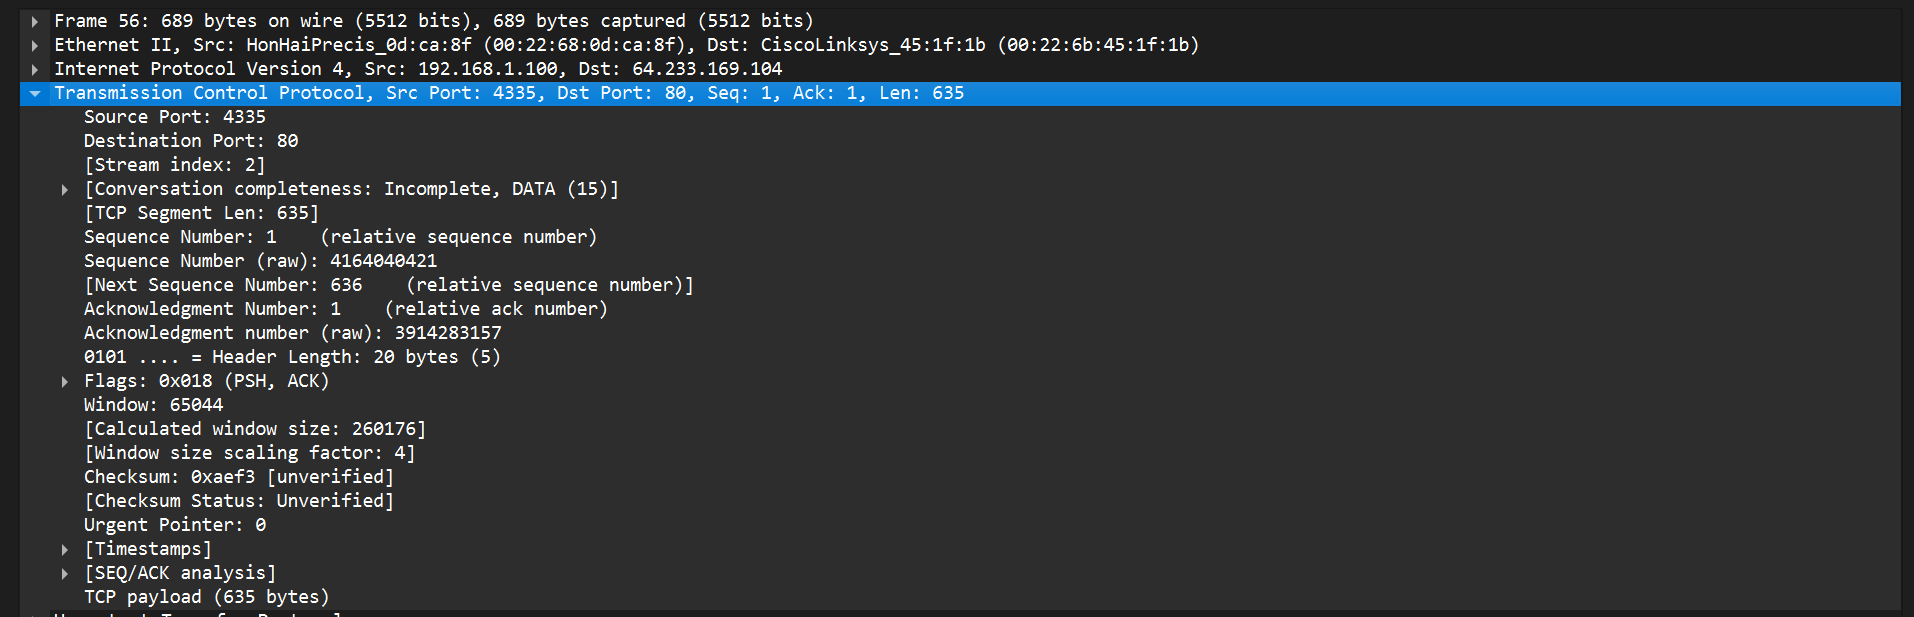 Frame 56: 689 bytes on wire (5512 bits), 689 bytes captured (5512 bits)
Ethernet II, Src: HonHaiPrecis_0d:ca:8f (00:22:68:0d:ca:8f), Dst: CiscoLinksys_45:1f:1b (00:22:6b:45:1f:1b)
Internet Protocol Version 4, Src: 192.168.1.100, Dst: 64.233.169.104
Transmission Control Protocol, Src Port: 4335, Dst Port: 80, Seq: 1, Ack: 1, Len: 635
Source Port: 4335
Destination Port: 80
[Stream index: 2]
[Conversation completeness: Incomplete, DATA (15)]
[TCP Segment Len: 635]
Sequence Number: 1    (relative sequence number)
Sequence Number (raw): 4164040421
[Next Sequence Number: 636    (relative sequence number)]
Acknowledgment Number: 1    (relative ack number)
Acknowledgment number (raw): 3914283157
0101 .... = Header Length: 20 bytes (5)
Flags: 0x018 (PSH, ACK)
Window: 65044
[Calculated window size: 260176]
[Window size scaling factor: 4]
Checksum: 0xaef3 [unverified]
[Checksum Status: Unverified]
Urgent Pointer: 0
[Timestamps]
[SEQ/ACK analysis]
TCP payload (635 bytes)